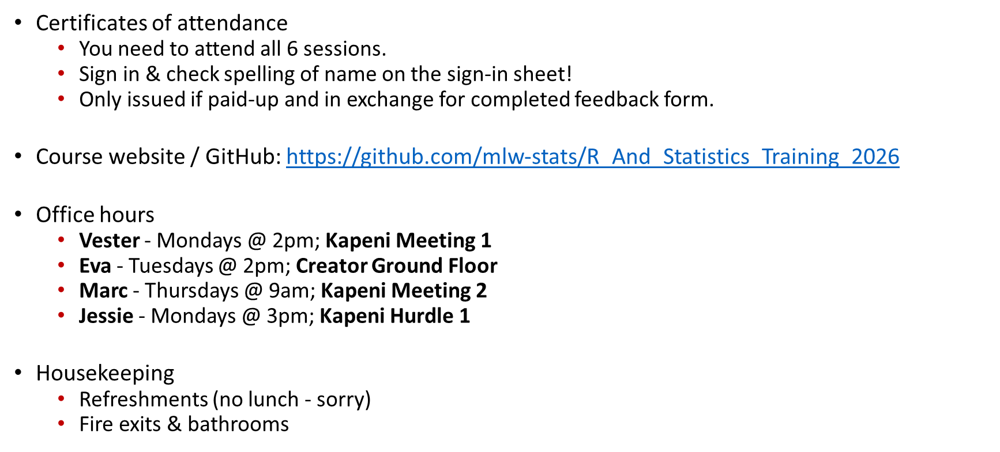 • Certificates of attendance
• You need to attend all 6 sessions.
• Sign in & check spelling of name on the sign-in sheet!
• Only issued if paid-up and in exchange for completed feedback form.
• Course website / GitHub: https://github.com/mlw-stats/R_And_Statistics_Training_2026
• Office hours
• Vester - Mondays @ 2pm; Kapeni Meeting 1
• Eva - Tuesdays @ 2pm; Creator Ground Floor
• Marc - Thursdays @ 9am; Kapeni Meeting 2
• Jessie - Mondays @ 3pm; Kapeni Hurdle 1
• Housekeeping
• Refreshments (no lunch - sorry)
• Fire exits & bathrooms